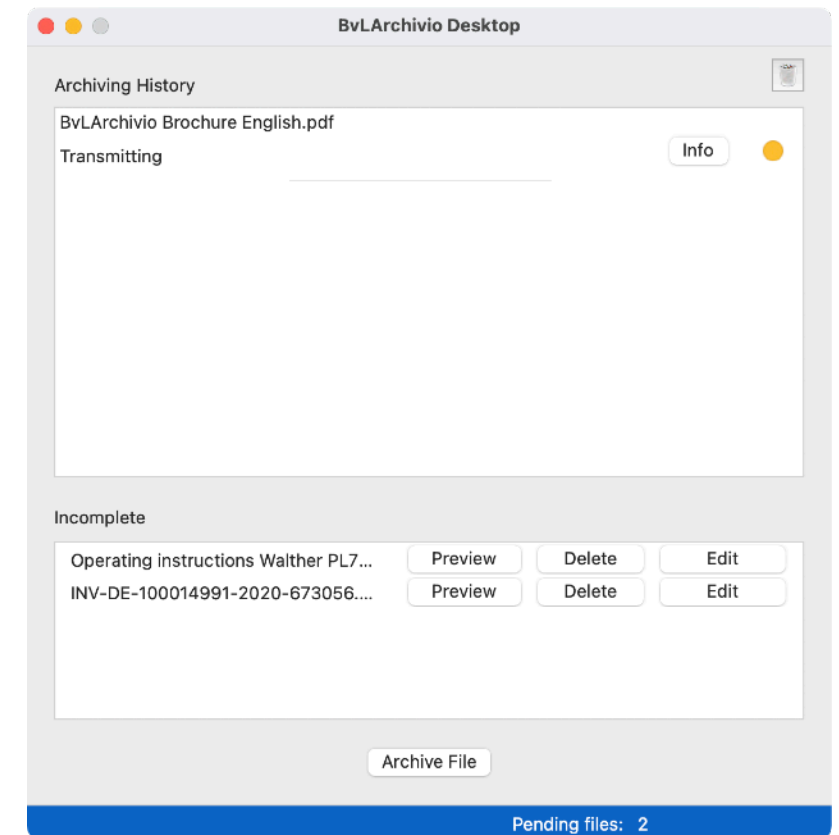 BvLArchivio Desktop
Archiving History
BvLArchivio Brochure English.pdf
Transmitting Info
Incomplete
Operating instructions Walther PL7... Preview Delete Edit
INV-DE-100014991-2020-673056.... Preview Delete Edit
Archive File
Pending files: 2